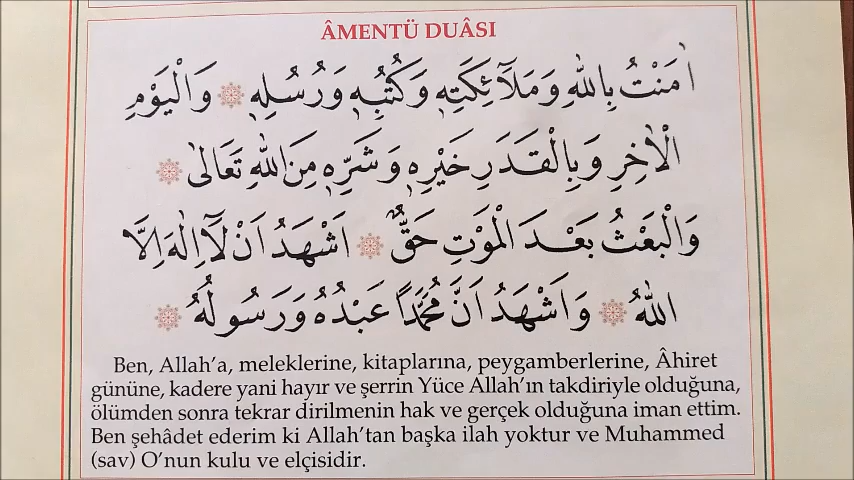 ÂMENTÜ DUÂSI
اٰمَنْتُ بِاللّٰهِ وَمَلَآئِكَتِهٖ وَكُتُبِهٖ وَرُسُلِهٖ ۞ وَالْيَوْمِ
الْاٰخِرِ وَبِالْقَدَرِ خَيْرِهٖ وَشَرِّهٖ مِنَ اللّٰهِ تَعَالٰى ۞
وَالْبَعْثُ بَعْدَ الْمَوْتِ حَقٌّ ۞ اَشْهَدُ اَنْ لَآ اِلٰهَ اِلَّا
اللّٰهُ ۞ وَاَشْهَدُ اَنَّ مُحَمَّدًا عَبْدُهُ وَرَسُولُهُ ۞
Ben, Allah'a, meleklerine, kitaplarına, peygamberlerine, Âhiret
gününe, kadere yani hayır ve şerrin Yüce Allah'ın takdiriyle olduğuna,
ölümden sonra tekrar dirilmenin hak ve gerçek olduğuna iman ettim.
Ben şehâdet ederim ki Allah'tan başka ilah yoktur ve Muhammed
(sav) O'nun kulu ve elçisidir.